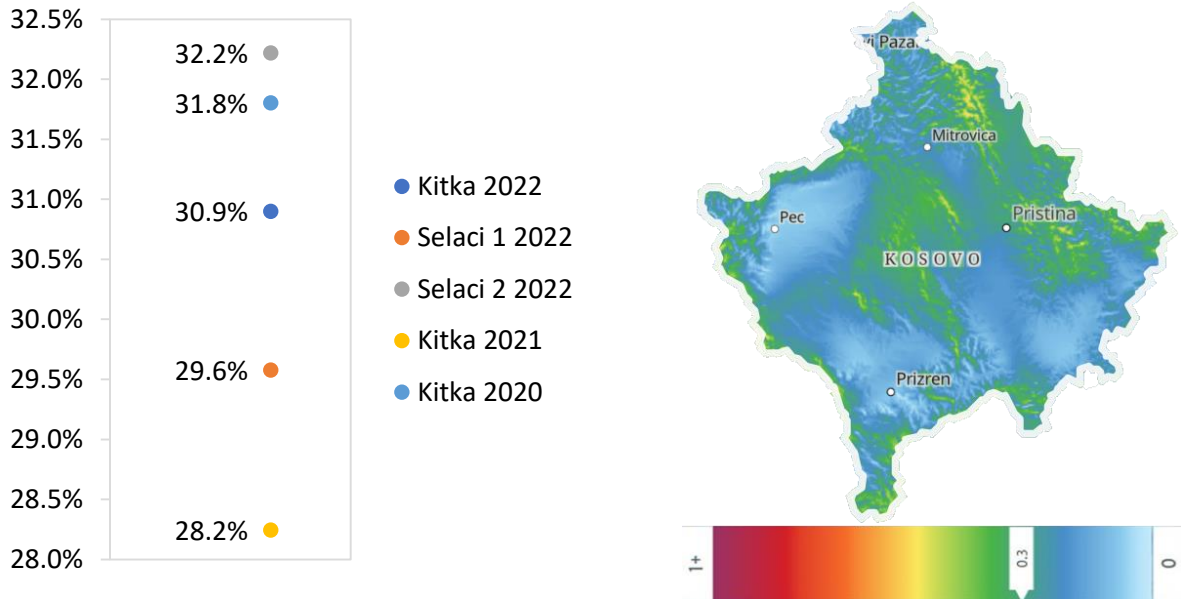 32.5%
32.0%
31.5%
31.0%
30.5%
30.0%
29.5%
29.0%
28.5%
28.0%
32.2%
31.8%
30.9%
29.6%
28.2%
Kitka 2022
Selaci 1 2022
Selaci 2 2022
Kitka 2021
Kitka 2020
vi Paza
Mitrovica
Pec
Pristina
KOSOVO
Prizren
1+
0.3
0